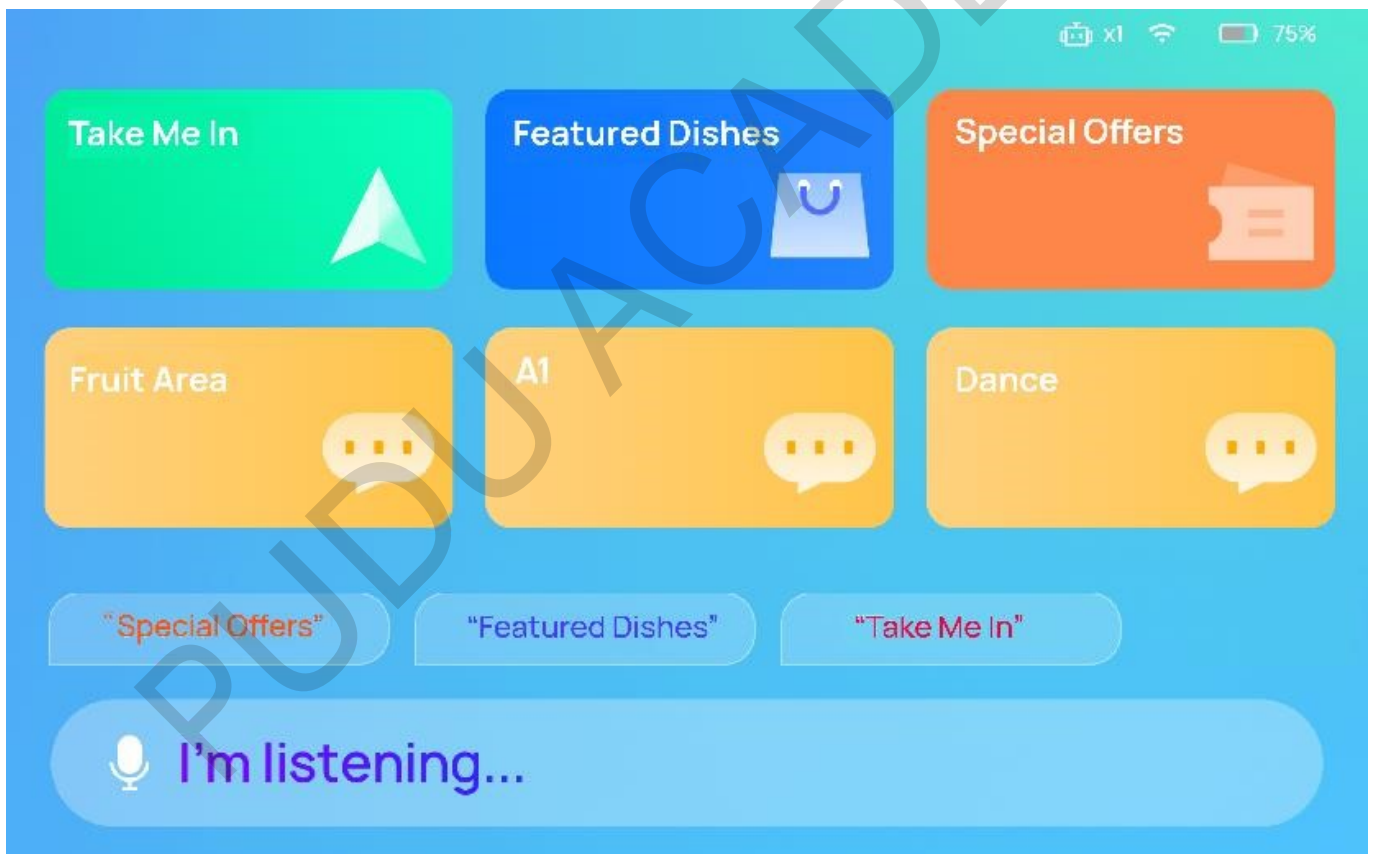 x1 75%
Take Me In
Featured Dishes
Special Offers
Fruit Area
A1
Dance
"Special Offers"
“Featured Dishes”
“Take Me In”
I'm listening...
PUDU ACADE